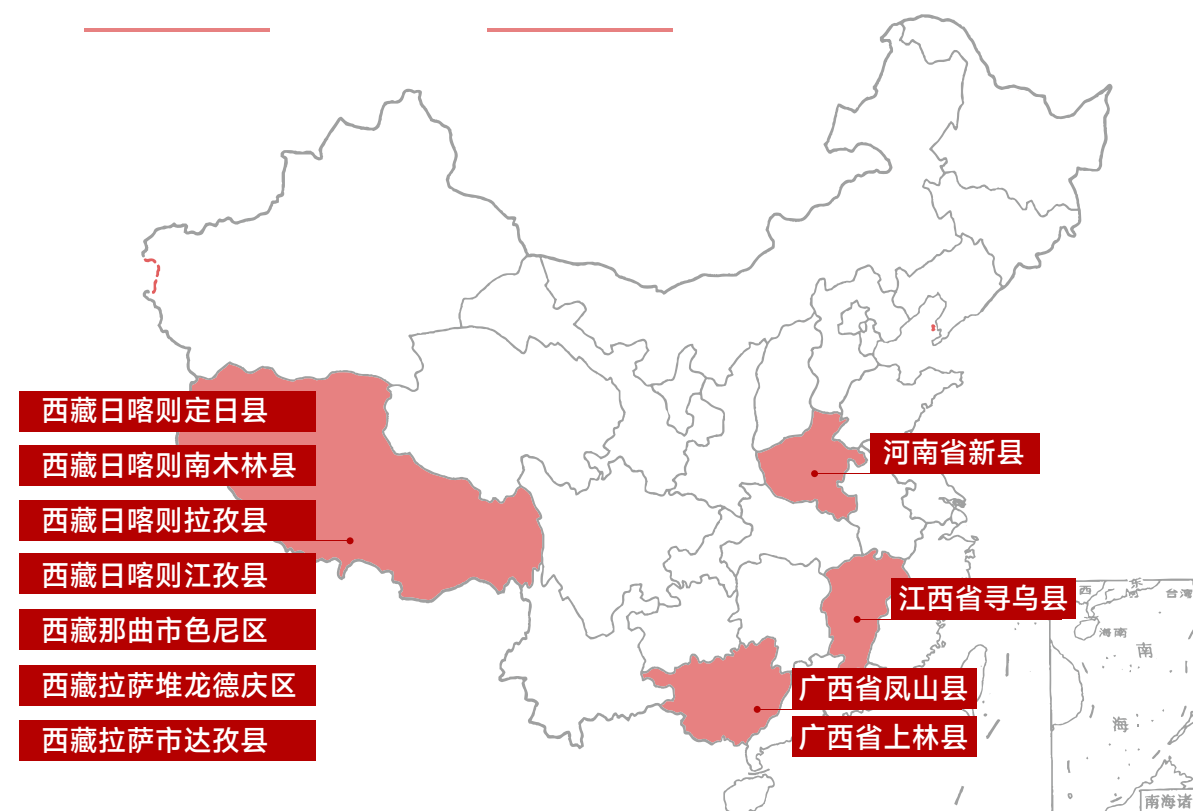 西藏日喀则定日县
西藏日喀则南木林县
西藏日喀则拉孜县
西藏日喀则江孜县
西藏那曲市色尼区
西藏拉萨堆龙德庆区
西藏拉萨市达孜县
河南省新县
江西省寻乌县
广西省凤山县
广西省上林县
西
东
台湾
海南
南
海
南海诸